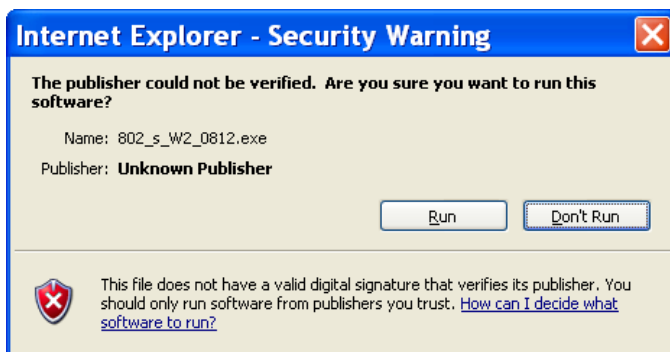 Internet Explorer - Security Warning
The publisher could not be verified.  Are you sure you want to run this
software?
Name: 802_s_W2_0812.exe
Publisher: Unknown Publisher
Run
Don't Run
This file does not have a valid digital signature that verifies its publisher. You
should only run software from publishers you trust. How can I decide what
software to run?